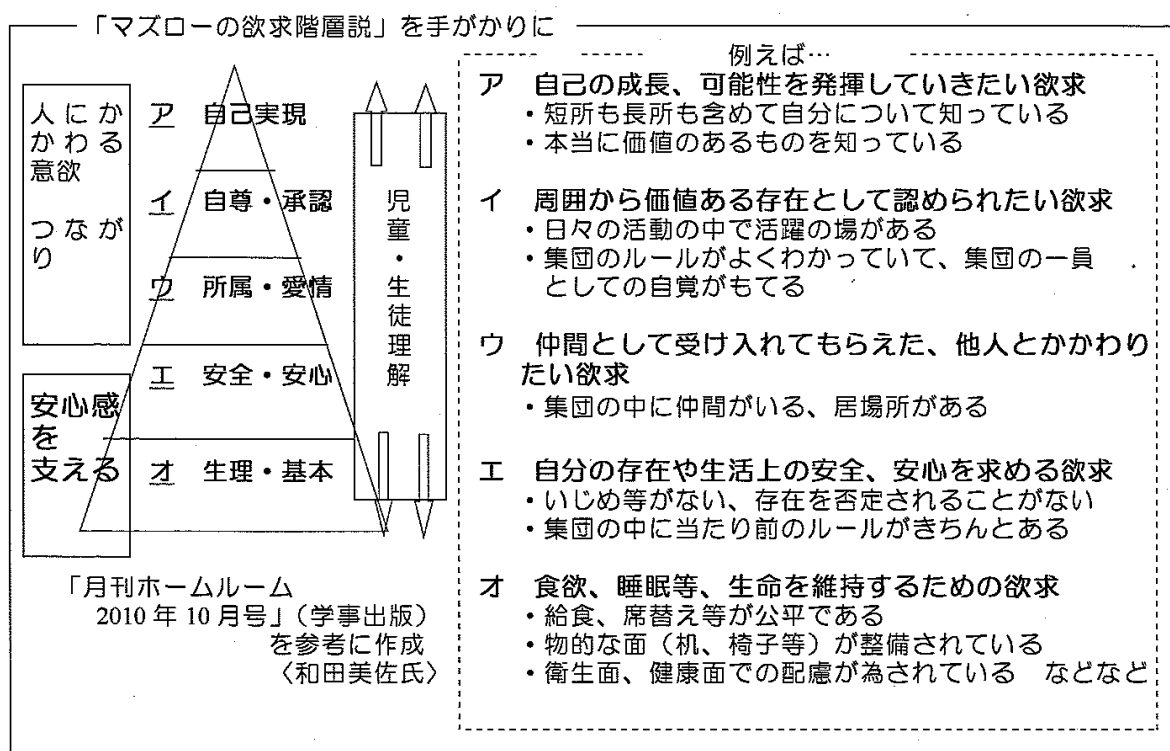 「マズローの欲求階層説」を手がかりに
人にか
かわる
意欲
つなが
り
安心感
を
支える
ア 自己実現
イ 自尊・承認
ウ 所属・愛情
エ 安全・安心
オ 生理・基本
児童・生徒理解
「月刊ホームルーム
2010年10月号」(学事出版)
を参考に作成
〈和田美佐氏〉
例えば…
ア 自己の成長、可能性を発揮していきたい欲求
・短所も長所も含めて自分について知っている
・本当に価値のあるものを知っている
イ 周囲から価値ある存在として認められたい欲求
・日々の活動の中で活躍の場がある
・集団のルールがよくわかっていて、集団の一員
としての自覚がもてる
ウ 仲間として受け入れてもらえた、他人とかかわり
たい欲求
・集団の中に仲間がいる、居場所がある
エ 自分の存在や生活上の安全、安心を求める欲求
・いじめ等がない、存在を否定されることがない
・集団の中に当たり前のルールがきちんとある
オ 食欲、睡眠等、生命を維持するための欲求
・給食、席替え等が公平である
・物的な面(机、椅子等)が整備されている
・衛生面、健康面での配慮が為されている などなど